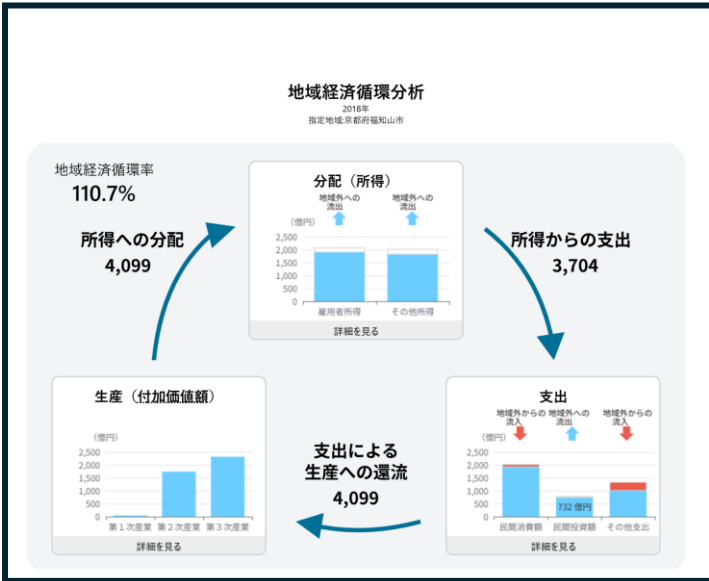 地域経済循環分析
2018年
指定地域:京都府福知山市
地域経済循環率
110.7%
所得への分配
4,099
分配（所得）
地域外への
流出
地域外への
流出
（億円）
2,500
2,000
1,500
1,000
500
0
雇用者所得
その他所得
詳細を見る
所得からの支出
3,704
生産（付加価値額）
（億円）
2,500
2,000
1,500
1,000
500
0
第１次産業
第２次産業
第３次産業
詳細を見る
支出による
生産への還流
4,099
支出
地域外からの
流入
地域外への
流出
地域外からの
流入
（億円）
2,500
2,000
1,500
1,000
500
0
732 億円
民間消費額
民間投資額
その他支出
詳細を見る